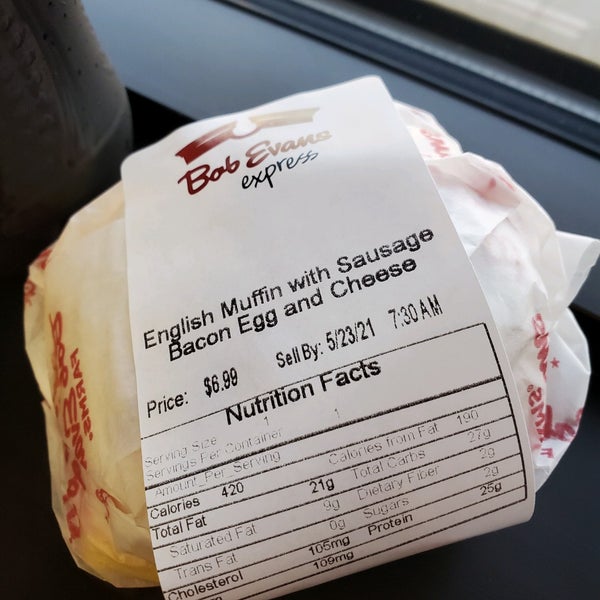 Bob Evans
express
English Muffin with Sausage
Bacon Egg and Cheese
Price: $6.99 Sell By: 5/23/21 7:30 AM
Nutrition Facts
Serving Size 1
Servings Per Container 1
Amount Per Serving
Calories 420 Calories from Fat 190
Total Fat 21g Total Carbs 27g
Saturated Fat 9g Dietary Fiber 2g
Trans Fat 0g Sugars 2g
Cholesterol 105mg Protein 25g
109mg
Bob Evans
FARMS